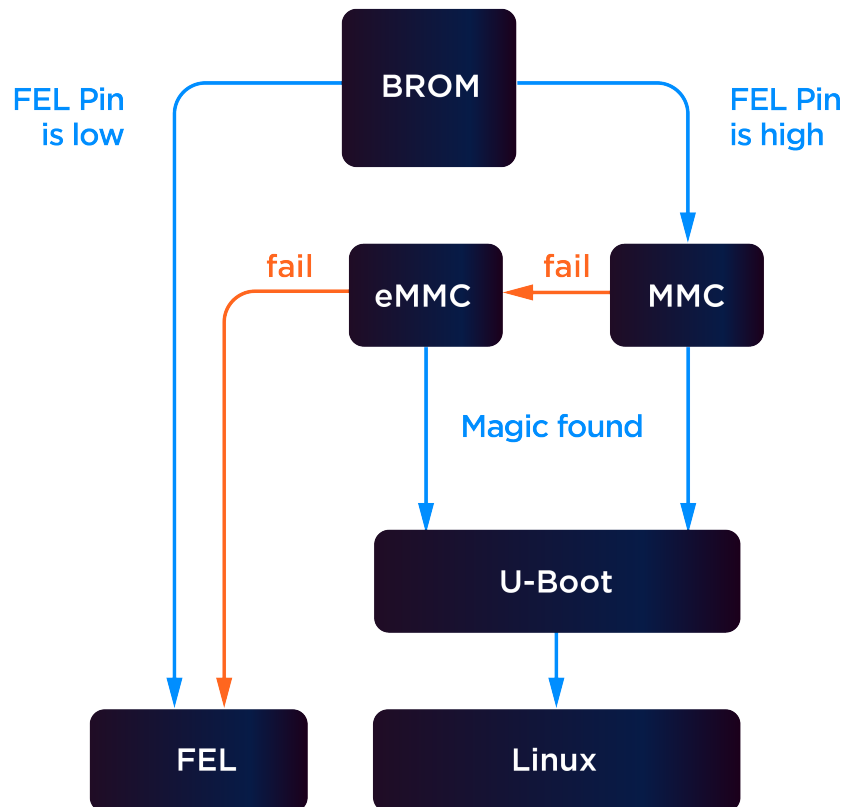 BROM
FEL Pin
is low
FEL Pin
is high
fail
fail
eMMC
MMC
Magic found
U-Boot
FEL
Linux